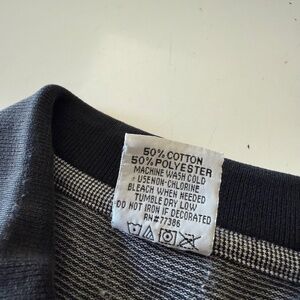 50% COTTON
50% POLYESTER
MACHINE WASH COLD
USE NON-CHLORINE
BLEACH WHEN NEEDED
TUMBLE DRY LOW
DO NOT IRON IF DECORATED
RN#77386